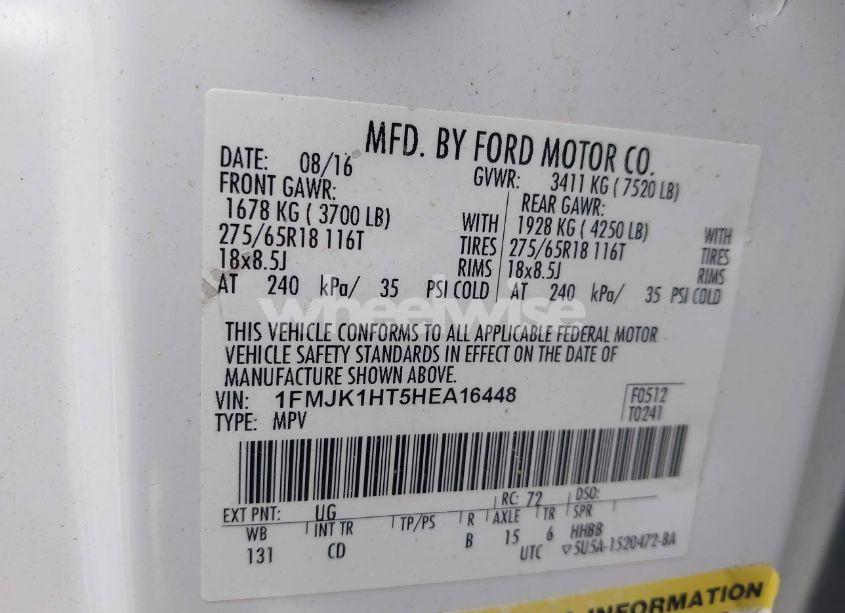 MFD. BY FORD MOTOR CO.
DATE: 08/16
GVWR: 3411 KG ( 7520 LB)
FRONT GAWR:
1678 KG ( 3700 LB) WITH
275/65R18 116T TIRES
18x8.5J RIMS
AT 240 kPa/ 35 PSI COLD
REAR GAWR:
1928 KG ( 4250 LB) WITH
275/65R18 116T TIRES
18x8.5J RIMS
AT 240 kPa/ 35 PSI COLD
wheelwise
THIS VEHICLE CONFORMS TO ALL APPLICABLE FEDERAL MOTOR
VEHICLE SAFETY STANDARDS IN EFFECT ON THE DATE OF
MANUFACTURE SHOWN ABOVE.
VIN: 1FMJK1HT5HEA16448
TYPE: MPV
F0512
T0241
EXT PNT: UG RC: 72 DSO:
WB INT TR TP/PS R AXLE TR SPR
131 CD B 15 6 HHBB
UTC ▽5U5A-1520472-BA
INFORMATION